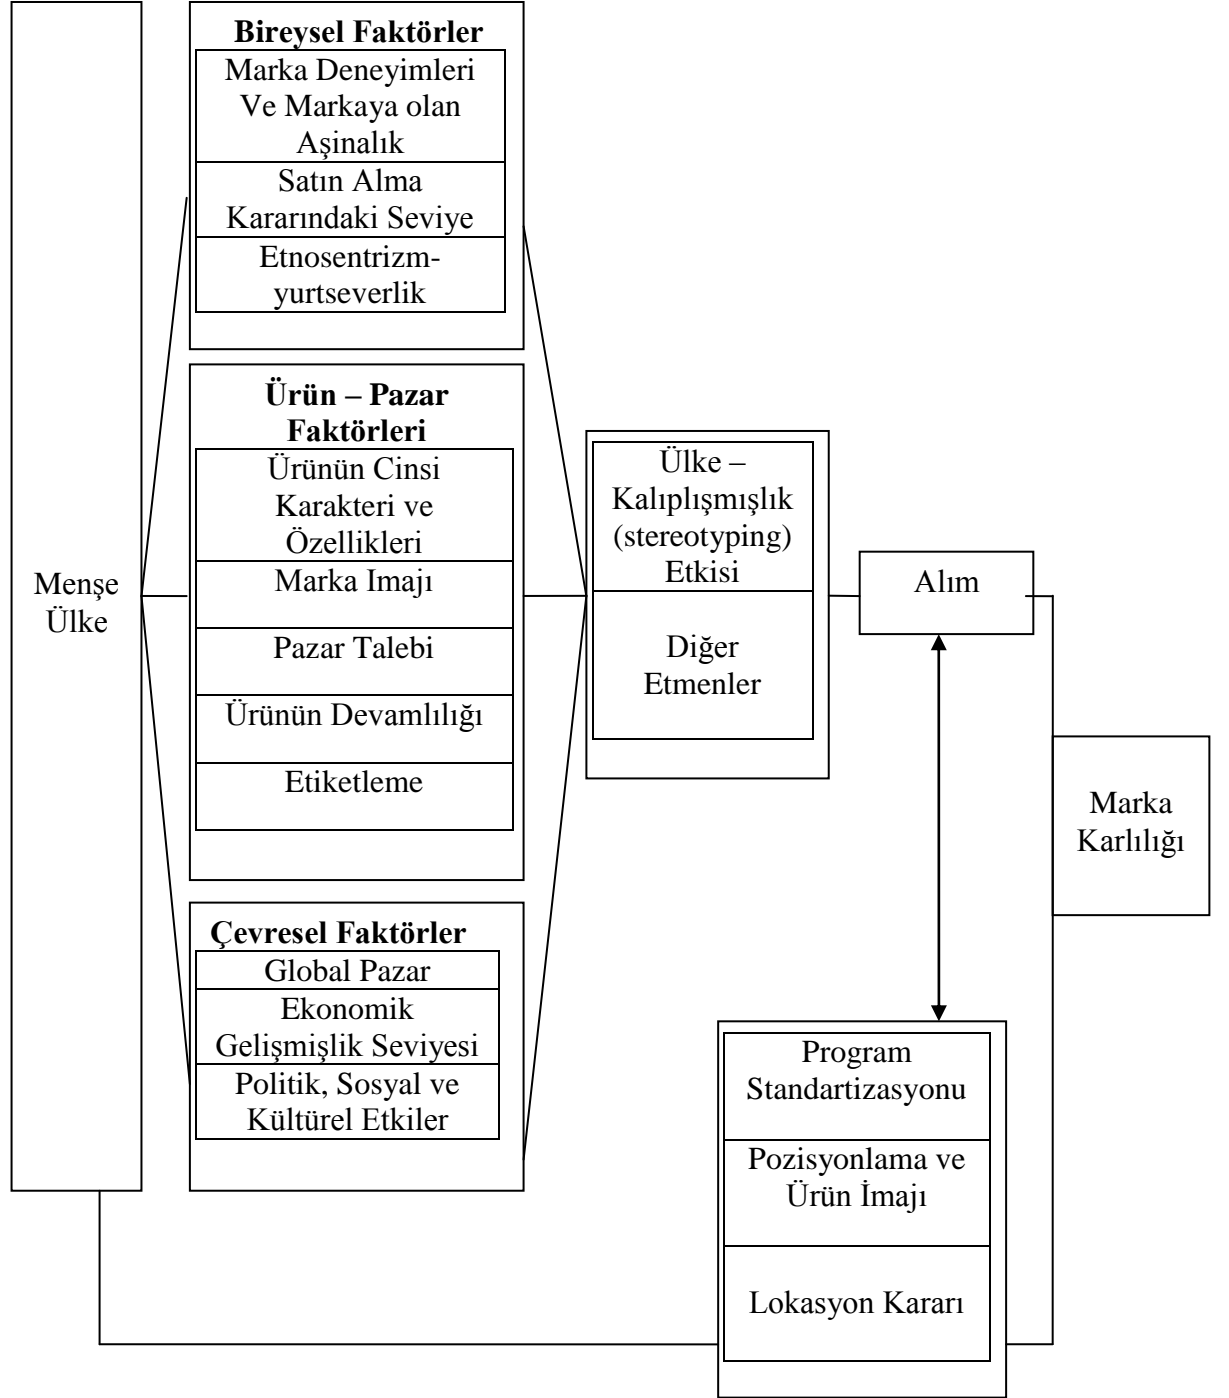 Menşe
Ülke
Bireysel Faktörler
Marka Deneyimleri
Ve Markaya olan
Aşinalık
Satın Alma
Kararındaki Seviye
Etnosentrizm-
yurtseverlik
Ürün – Pazar
Faktörleri
Ürünün Cinsi
Karakteri ve
Özellikleri
Marka Imajı
Pazar Talebi
Ürünün Devamlılığı
Etiketleme
Çevresel Faktörler
Global Pazar
Ekonomik
Gelişmişlik Seviyesi
Politik, Sosyal ve
Kültürel Etkiler
Ülke –
Kalıplışmışlık
(stereotyping)
Etkisi
Diğer
Etmenler
Alım
Program
Standartizasyonu
Pozisyonlama ve
Ürün İmajı
Lokasyon Kararı
Marka
Karlılığı